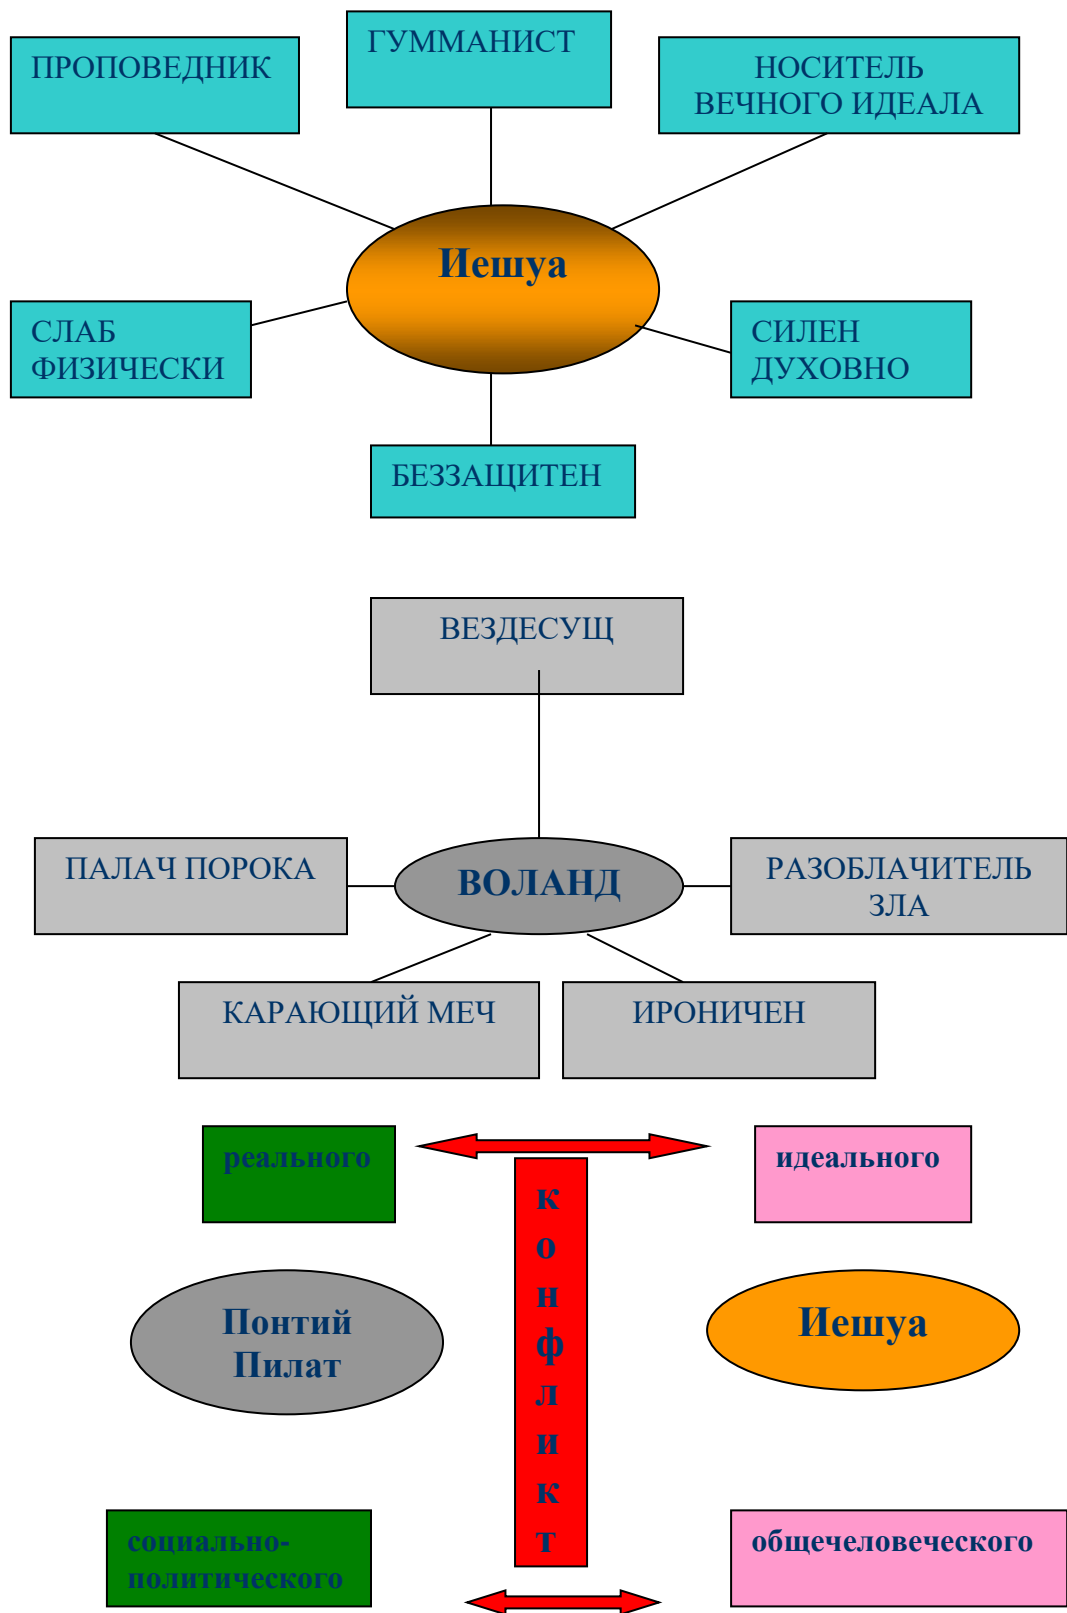 ПРОПОВЕДНИК
ГУММАНИСТ
НОСИТЕЛЬ
ВЕЧНОГО ИДЕАЛА
Иешуа
СЛАБ
ФИЗИЧЕСКИ
СИЛЕН
ДУХОВНО
БЕЗЗАЩИТЕН
ВЕЗДЕСУЩ
ПАЛАЧ ПОРОКА
ВОЛАНД
РАЗОБЛАЧИТЕЛЬ
ЗЛА
КАРАЮЩИЙ МЕЧ
ИРОНИЧЕН
реального
идеального
конфликт
Понтий
Пилат
Иешуа
социально-
политического
общечеловеческого